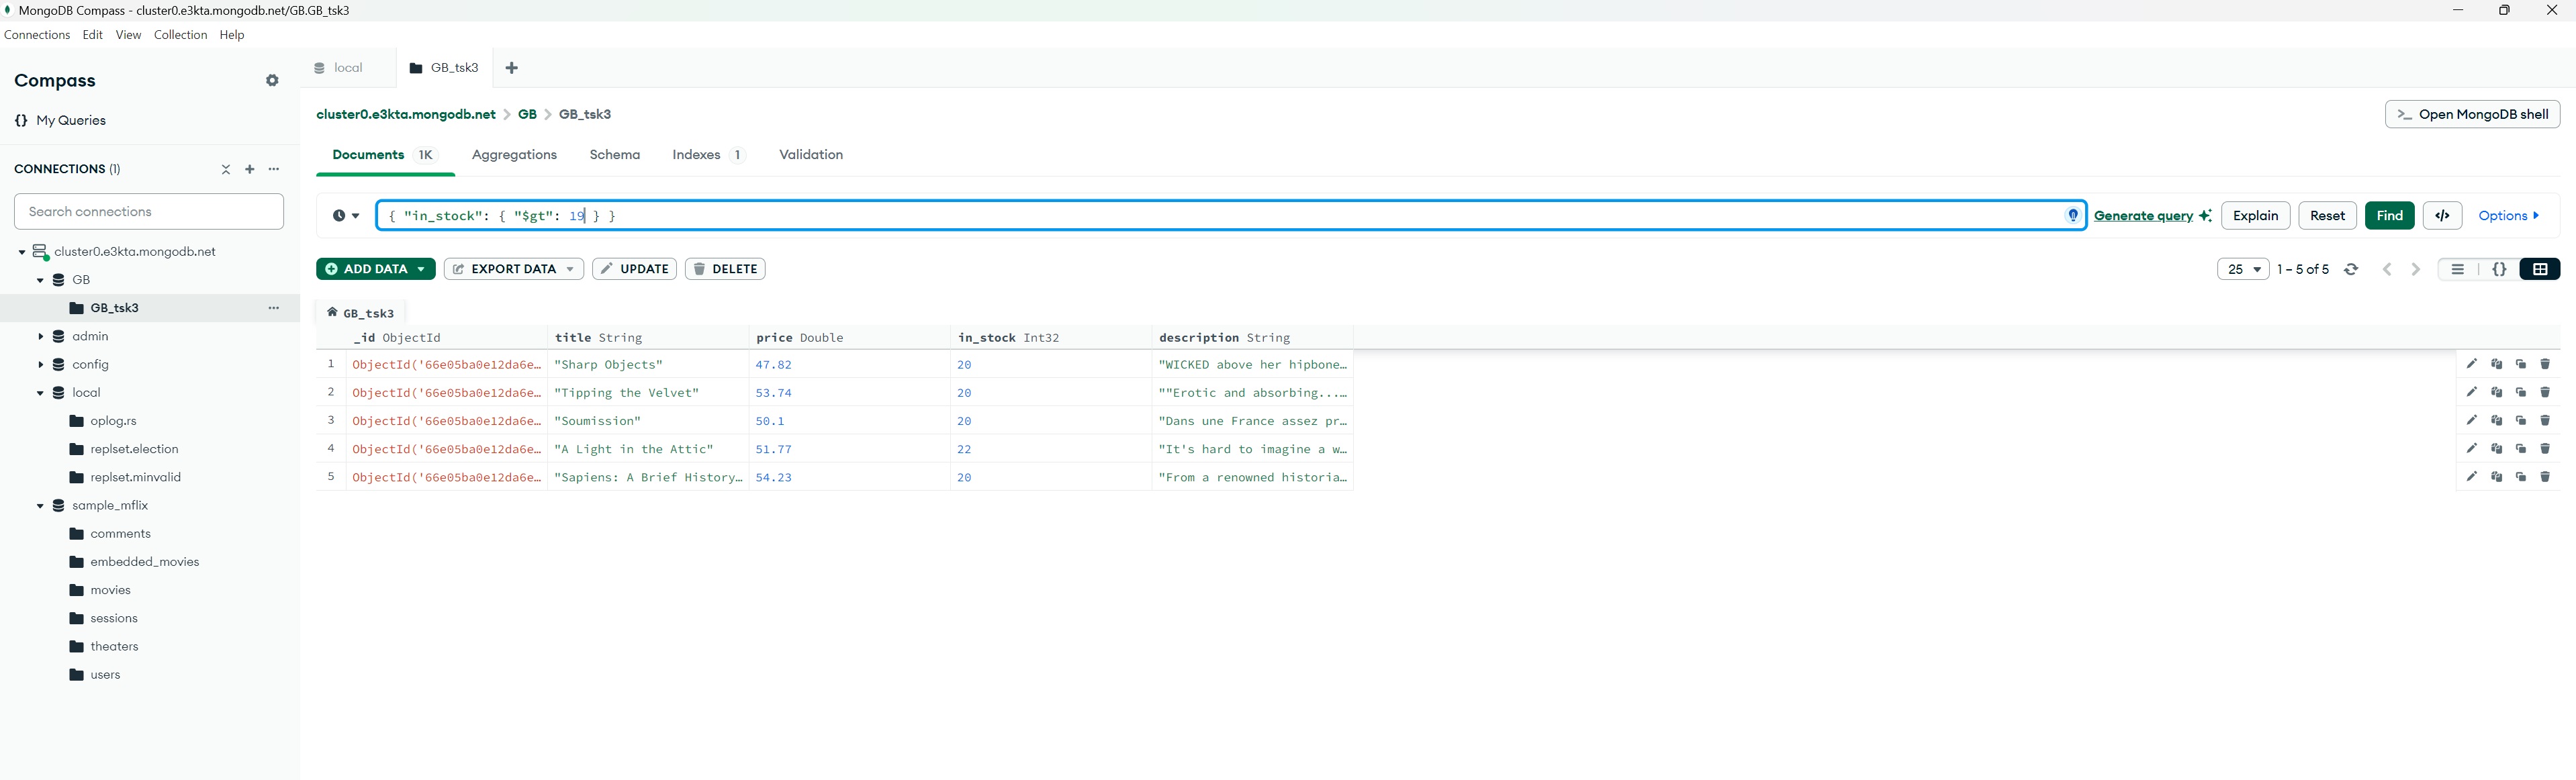 MongoDB Compass - cluster0.e3kta.mongodb.net/GB.GB_tsk3
Connections Edit View Collection Help
Compass
{} My Queries
CONNECTIONS (1)
Search connections
cluster0.e3kta.mongodb.net
GB
GB_tsk3
admin
config
local
oplog.rs
replset.election
replset.minvalid
sample_mflix
comments
embedded_movies
movies
sessions
theaters
users
local GB_tsk3
cluster0.e3kta.mongodb.net > GB > GB_tsk3
>_ Open MongoDB shell
Documents 1K Aggregations Schema Indexes 1 Validation
{ "in_stock": { "$gt": 19 } }
Generate query Explain Reset Find </> Options
ADD DATA EXPORT DATA UPDATE DELETE
25 1 – 5 of 5 {}
GB_tsk3
_id ObjectId title String price Double in_stock Int32 description String
1 ObjectId('66e05ba0e12da6e… "Sharp Objects" 47.82 20 "WICKED above her hipbone…
2 ObjectId('66e05ba0e12da6e… "Tipping the Velvet" 53.74 20 ""Erotic and absorbing...…
3 ObjectId('66e05ba0e12da6e… "Soumission" 50.1 20 "Dans une France assez pr…
4 ObjectId('66e05ba0e12da6e… "A Light in the Attic" 51.77 22 "It's hard to imagine a w…
5 ObjectId('66e05ba0e12da6e… "Sapiens: A Brief History… 54.23 20 "From a renowned historia…